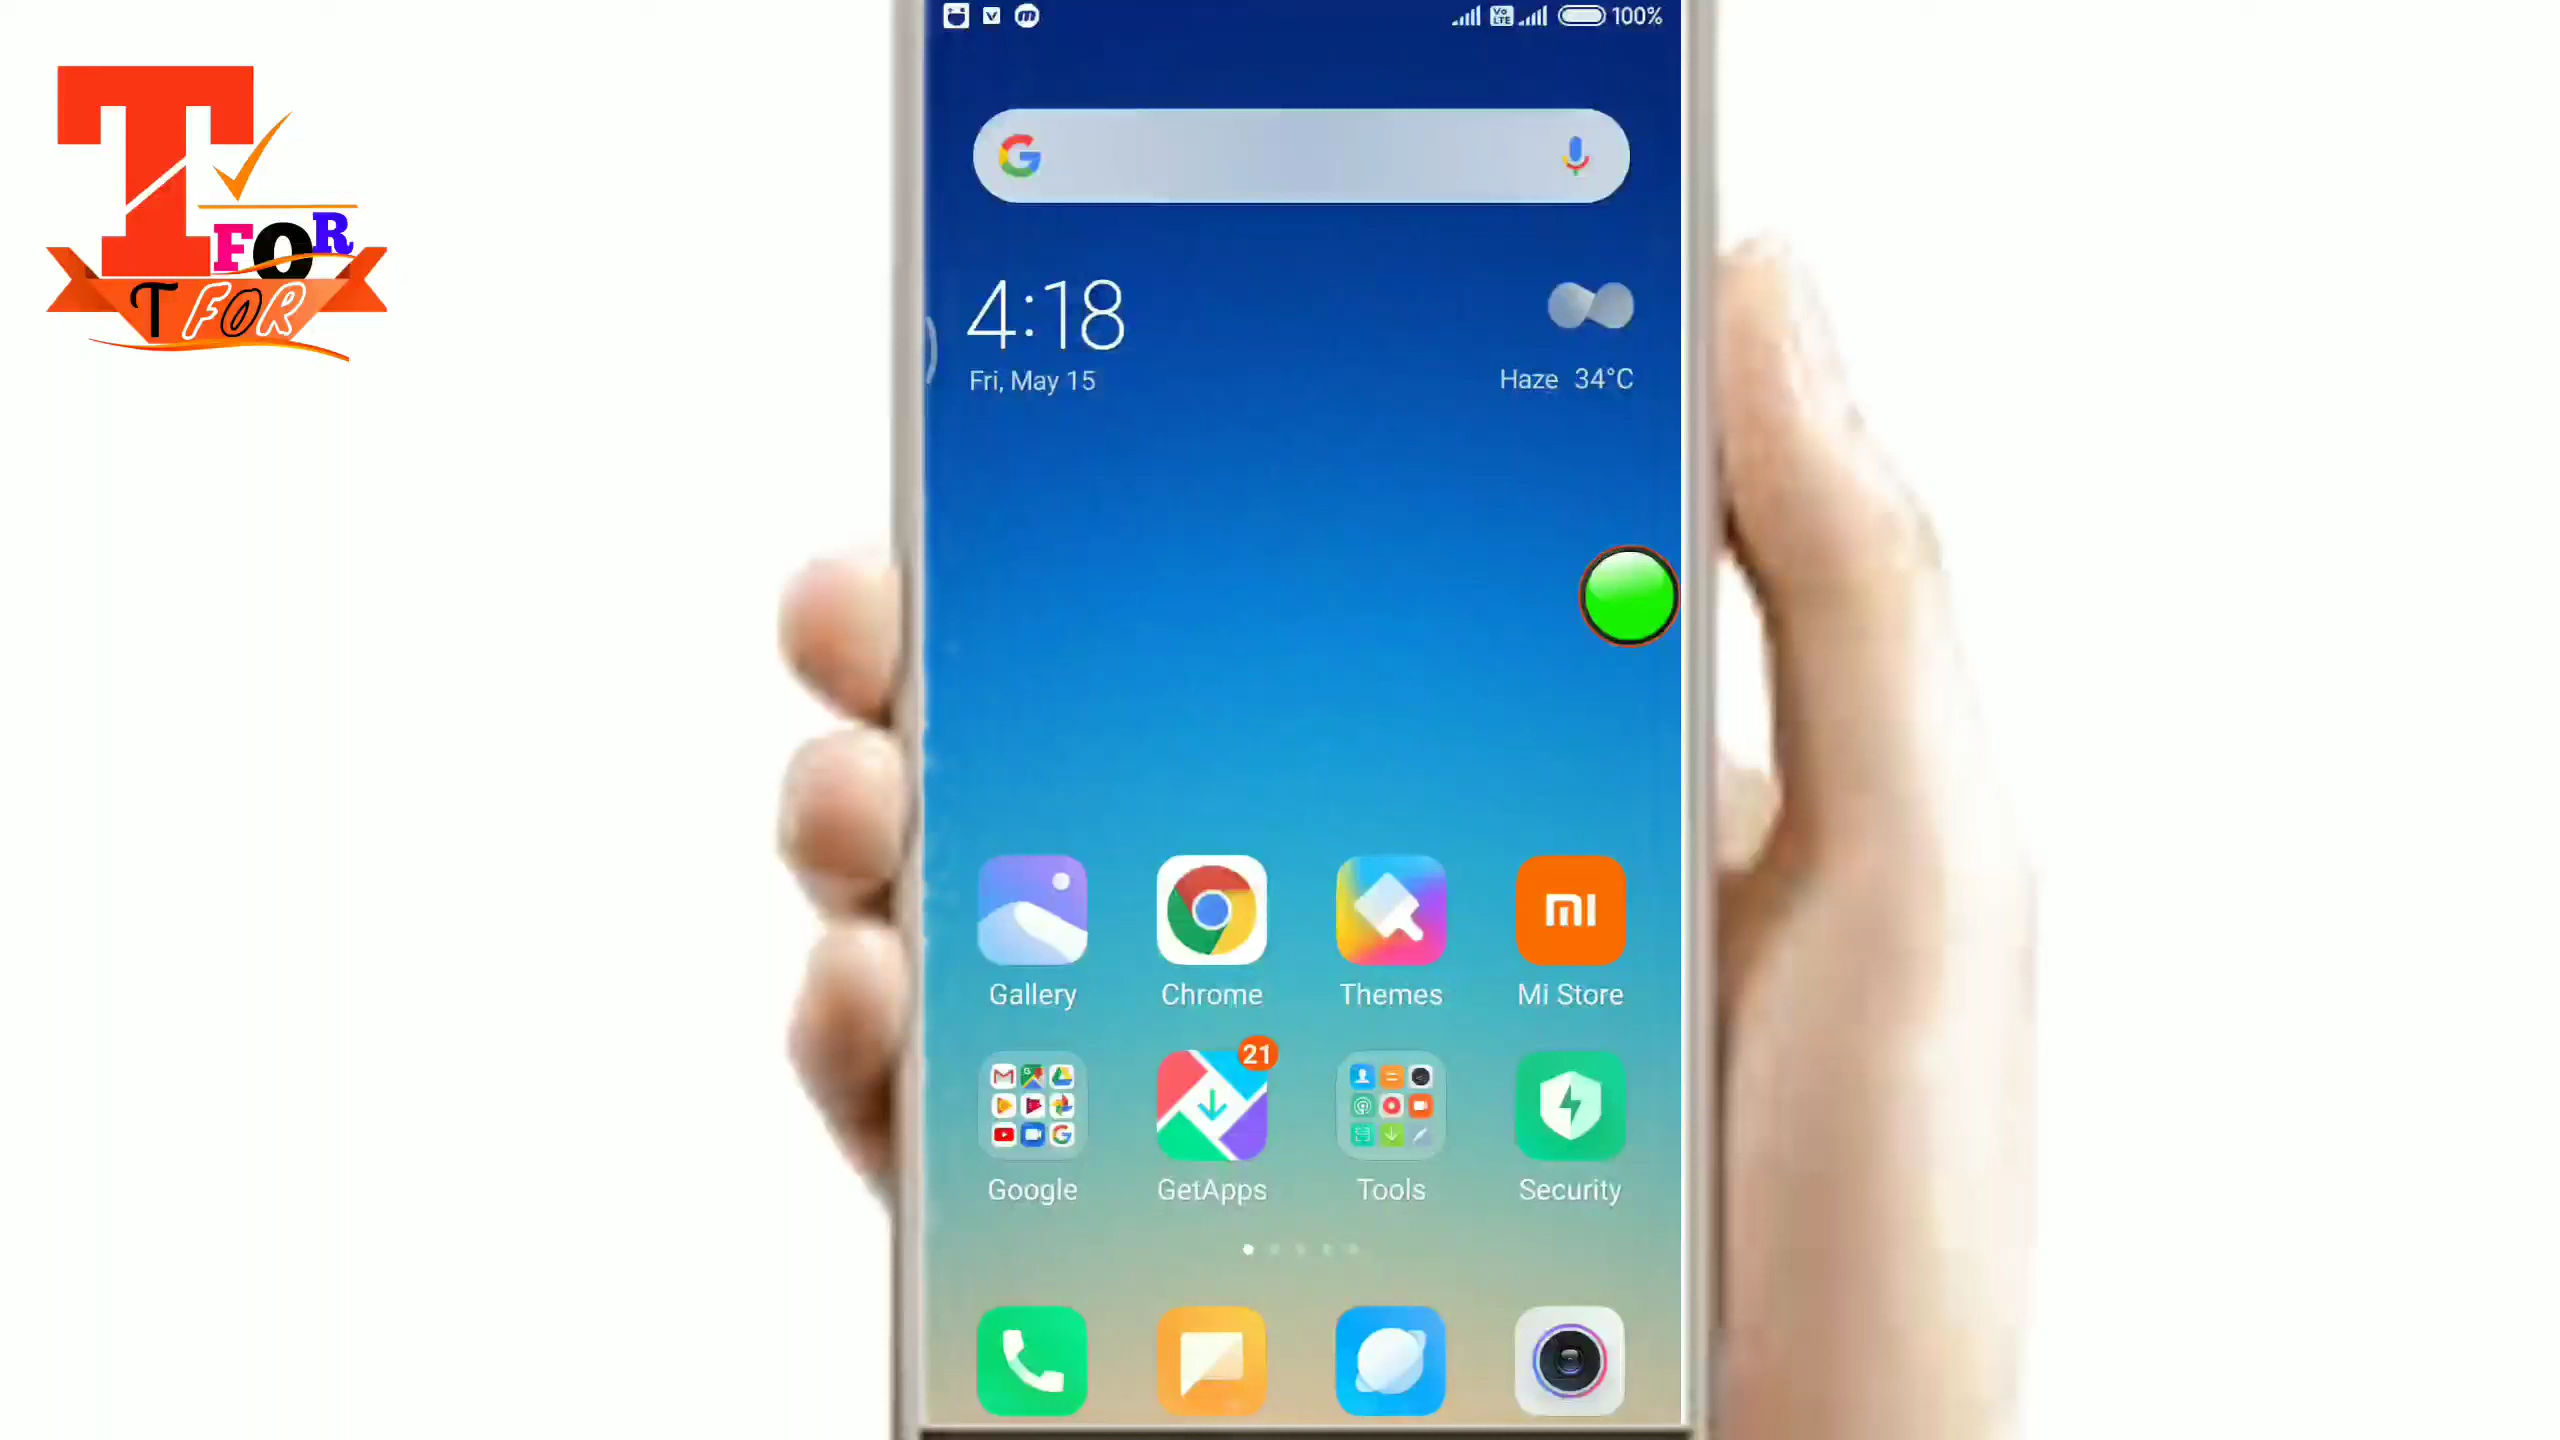 100%
T
FOR
T FOR
4:18
Fri, May 15
Haze 34°C
Gallery
Chrome
Themes
Mi Store
21
Google
GetApps
Tools
Security